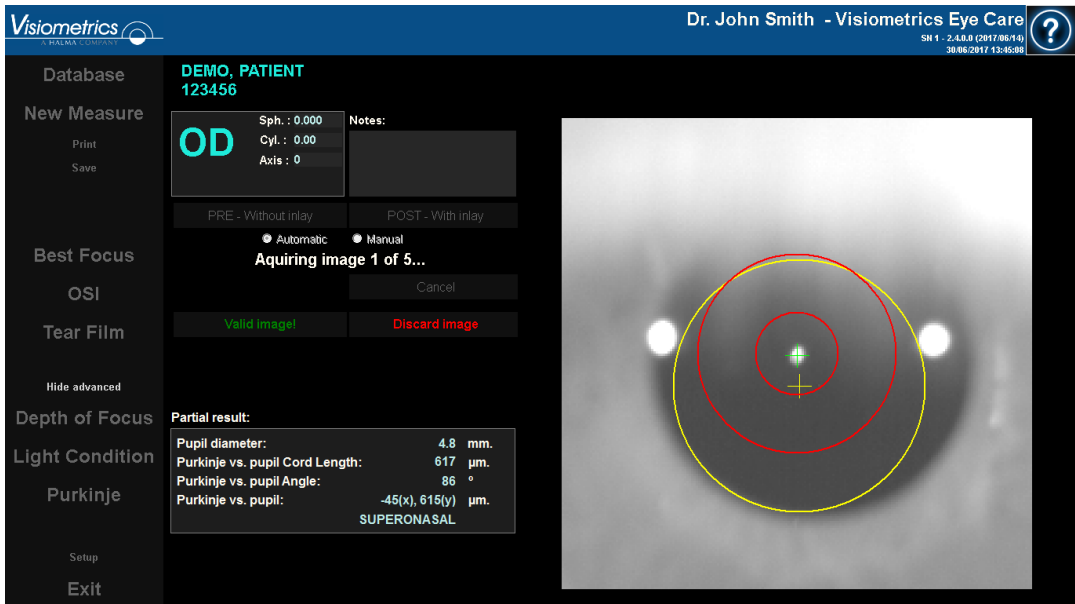 Visiometrics
A HALMA COMPANY
Dr. John Smith - Visiometrics Eye Care
SN 1 - 2.4.0.0 (2017/06/14)
30/06/2017 13:45:08
?
Database
New Measure
Print
Save
Best Focus
OSI
Tear Film
Hide advanced
Depth of Focus
Light Condition
Purkinje
Setup
Exit
DEMO, PATIENT
123456
OD
Sph. : 0.000
Cyl. : 0.00
Axis : 0
Notes:
PRE - Without inlay
POST - With inlay
Automatic
Manual
Aquiring image 1 of 5...
Cancel
Valid image!
Discard image
Partial result:
Pupil diameter: 4.8 mm.
Purkinje vs. pupil Cord Length: 617 µm.
Purkinje vs. pupil Angle: 86 º
Purkinje vs. pupil: -45(x), 615(y) µm.
SUPERONASAL